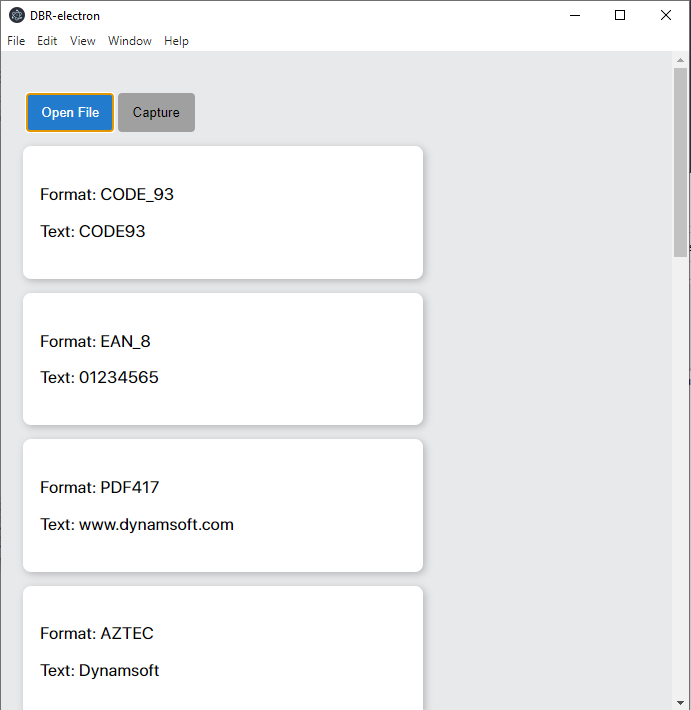 DBR-electron
File Edit View Window Help
Open File Capture
Format: CODE_93
Text: CODE93
Format: EAN_8
Text: 01234565
Format: PDF417
Text: www.dynamsoft.com
Format: AZTEC
Text: Dynamsoft